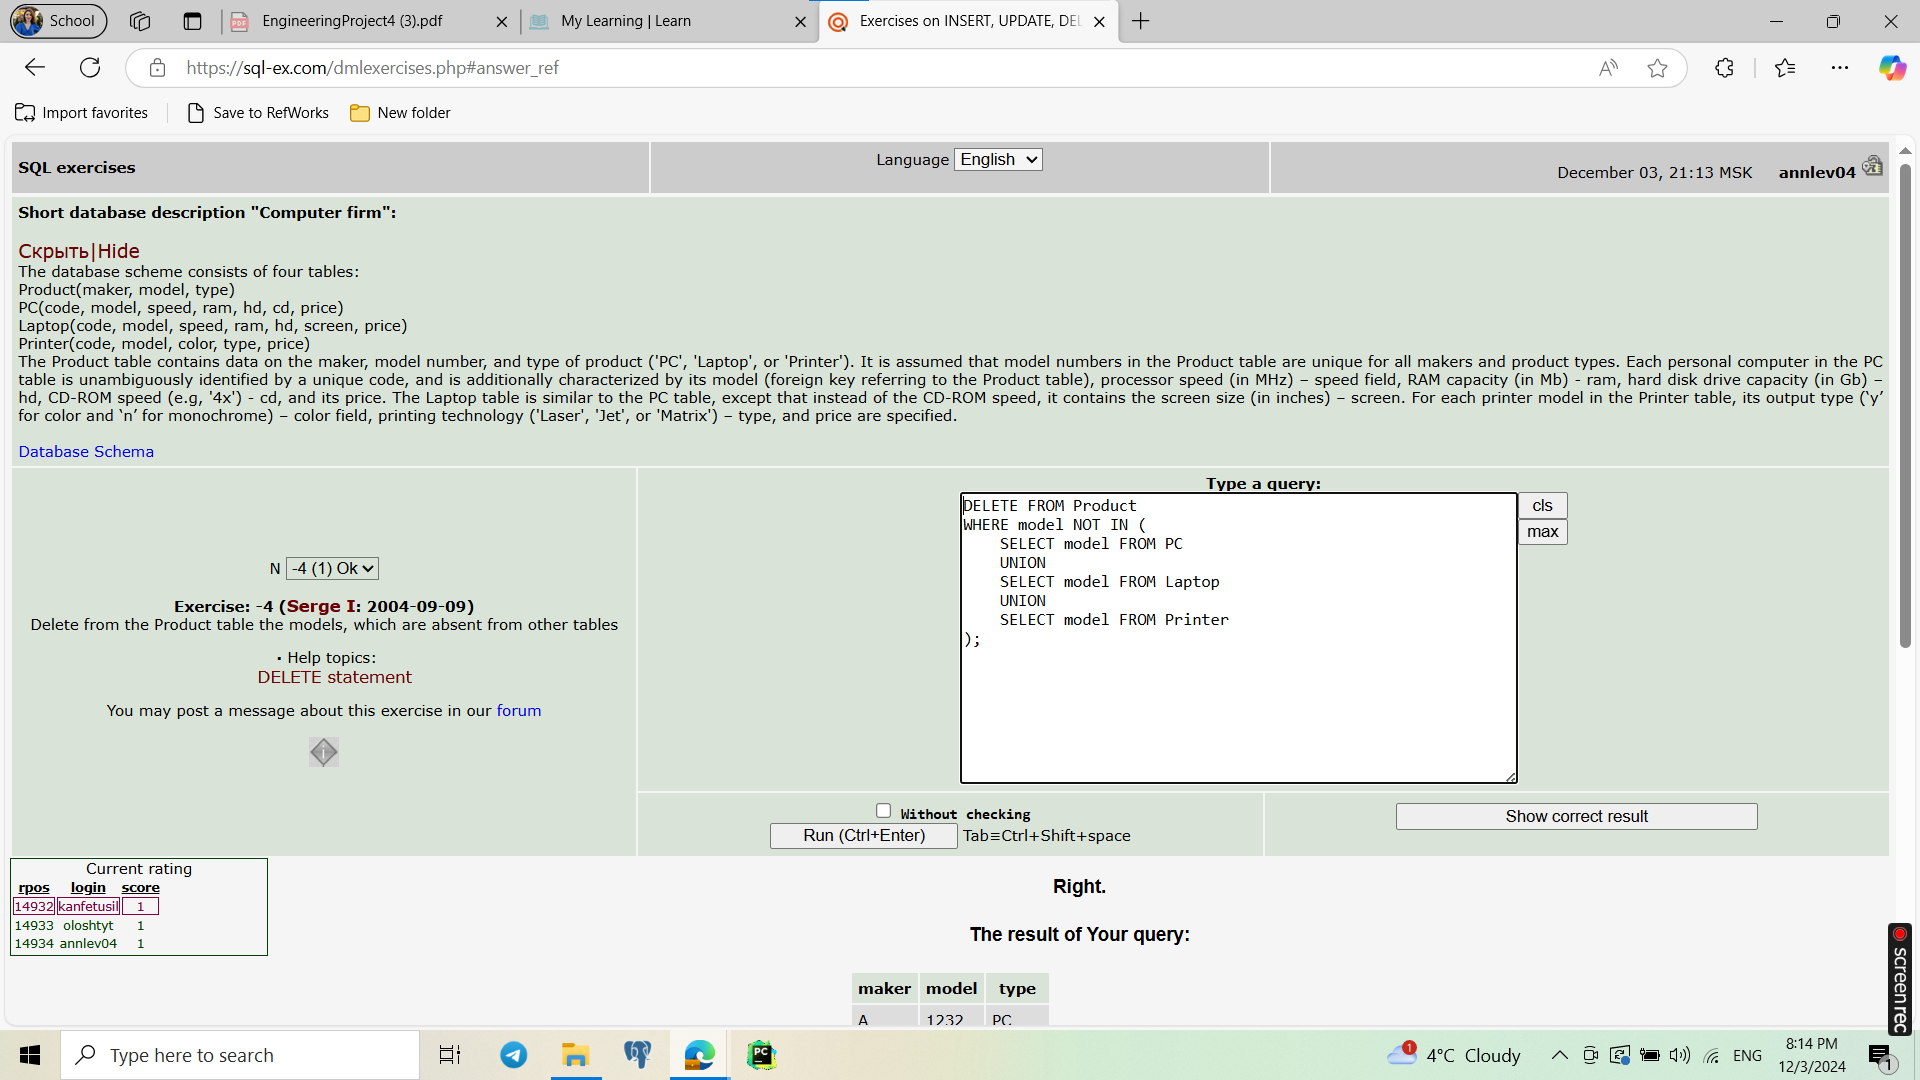 School
EngineeringProject4 (3).pdf
My Learning | Learn
Exercises on INSERT, UPDATE, DEL
https://sql-ex.com/dmlexercises.php#answer_ref
Import favorites
Save to RefWorks
New folder
SQL exercises
Language English
December 03, 21:13 MSK annlev04
Short database description "Computer firm":
Скрыть|Hide
The database scheme consists of four tables:
Product(maker, model, type)
PC(code, model, speed, ram, hd, cd, price)
Laptop(code, model, speed, ram, hd, screen, price)
Printer(code, model, color, type, price)
The Product table contains data on the maker, model number, and type of product ('PC', 'Laptop', or 'Printer'). It is assumed that model numbers in the Product table are unique for all makers and product types. Each personal computer in the PC
table is unambiguously identified by a unique code, and is additionally characterized by its model (foreign key referring to the Product table), processor speed (in MHz) – speed field, RAM capacity (in Mb) - ram, hard disk drive capacity (in Gb) –
hd, CD-ROM speed (e.g, '4x') - cd, and its price. The Laptop table is similar to the PC table, except that instead of the CD-ROM speed, it contains the screen size (in inches) – screen. For each printer model in the Printer table, its output type (‘y’
for color and ‘n’ for monochrome) – color field, printing technology ('Laser', 'Jet', or 'Matrix') – type, and price are specified.
Database Schema
N -4 (1) Ok
Exercise: -4 (Serge I: 2004-09-09)
Delete from the Product table the models, which are absent from other tables
• Help topics:
DELETE statement
You may post a message about this exercise in our forum
Type a query:
DELETE FROM Product
WHERE model NOT IN (
SELECT model FROM PC
UNION
SELECT model FROM Laptop
UNION
SELECT model FROM Printer
);
cls
max
Without checking
Run (Ctrl+Enter) Tab≡Ctrl+Shift+space
Show correct result
Current rating
rpos login score
14932 kanfetusil 1
14933 oloshtyt 1
14934 annlev04 1
Right.
The result of Your query:
maker model type
A 1232 PC
screenrec
Type here to search
PC
1
4°C Cloudy
ENG
8:14 PM
12/3/2024
1